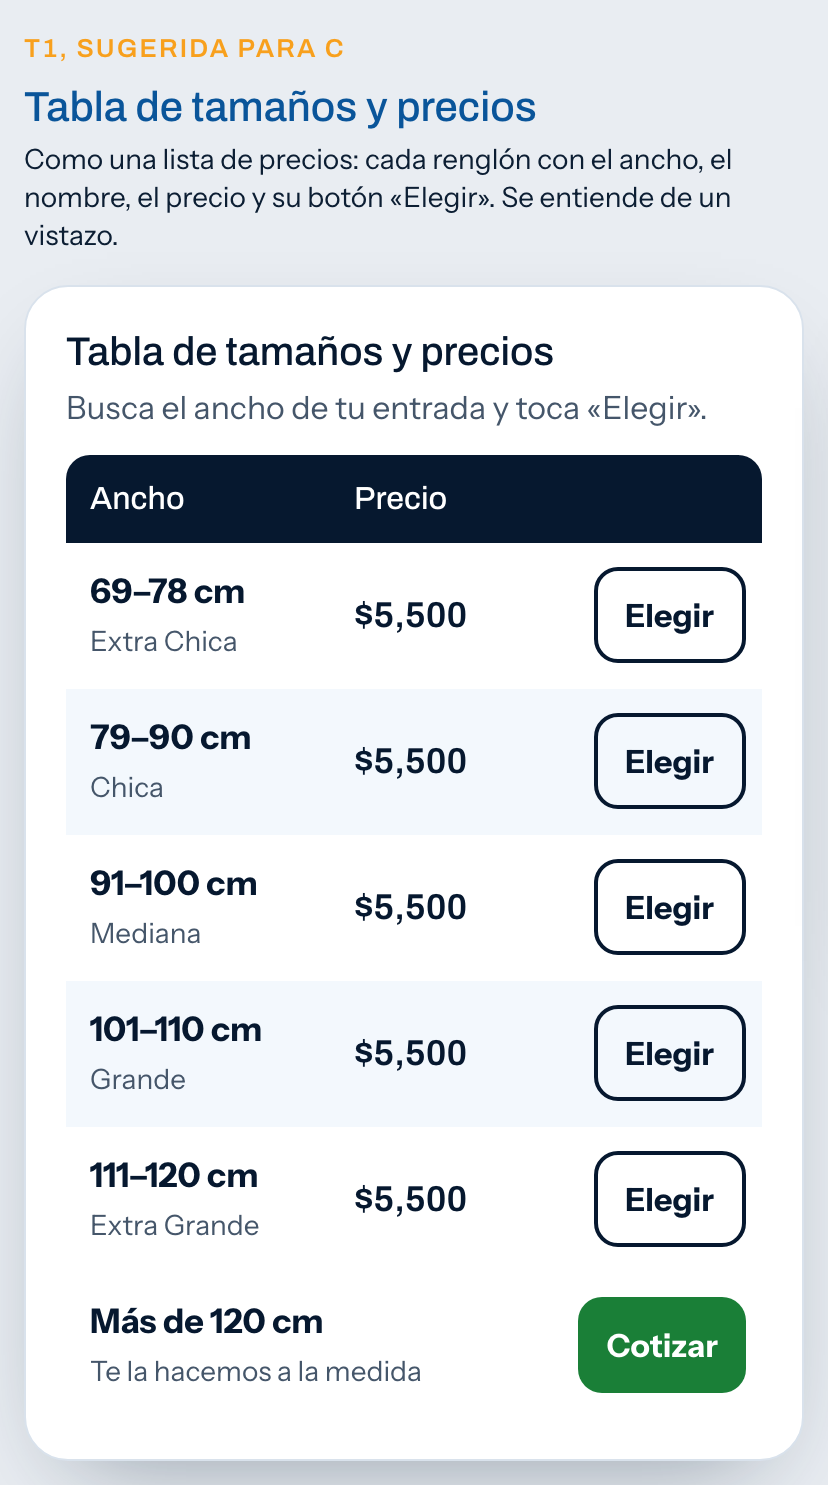 T1, SUGERIDA PARA C
Tabla de tamaños y precios
Como una lista de precios: cada renglón con el ancho, el
nombre, el precio y su botón «Elegir». Se entiende de un
vistazo.
Tabla de tamaños y precios
Busca el ancho de tu entrada y toca «Elegir».
Ancho Precio
69–78 cm
Extra Chica
$5,500
Elegir
79–90 cm
Chica
$5,500
Elegir
91–100 cm
Mediana
$5,500
Elegir
101–110 cm
Grande
$5,500
Elegir
111–120 cm
Extra Grande
$5,500
Elegir
Más de 120 cm
Te la hacemos a la medida
Cotizar